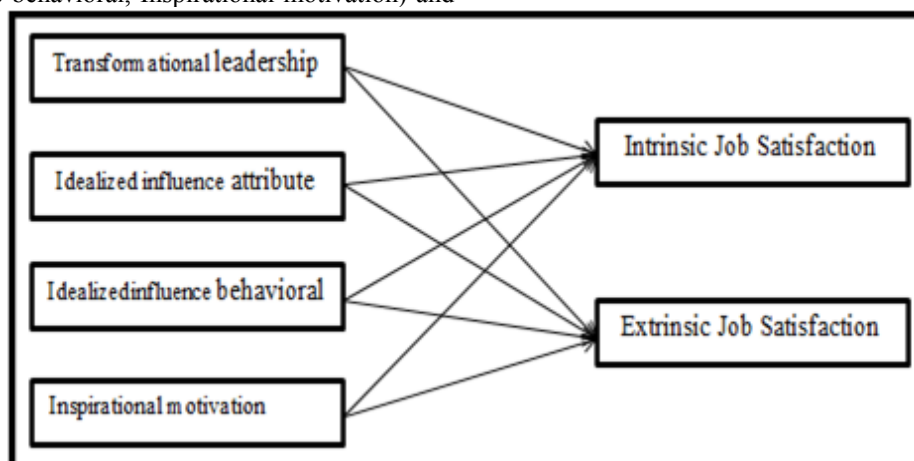 behavioral, Inspirational motivation) and
Transformational leadership
Idealized influence attribute
Idealized influence behavioral
Inspirational motivation
Intrinsic Job Satisfaction
Extrinsic Job Satisfaction